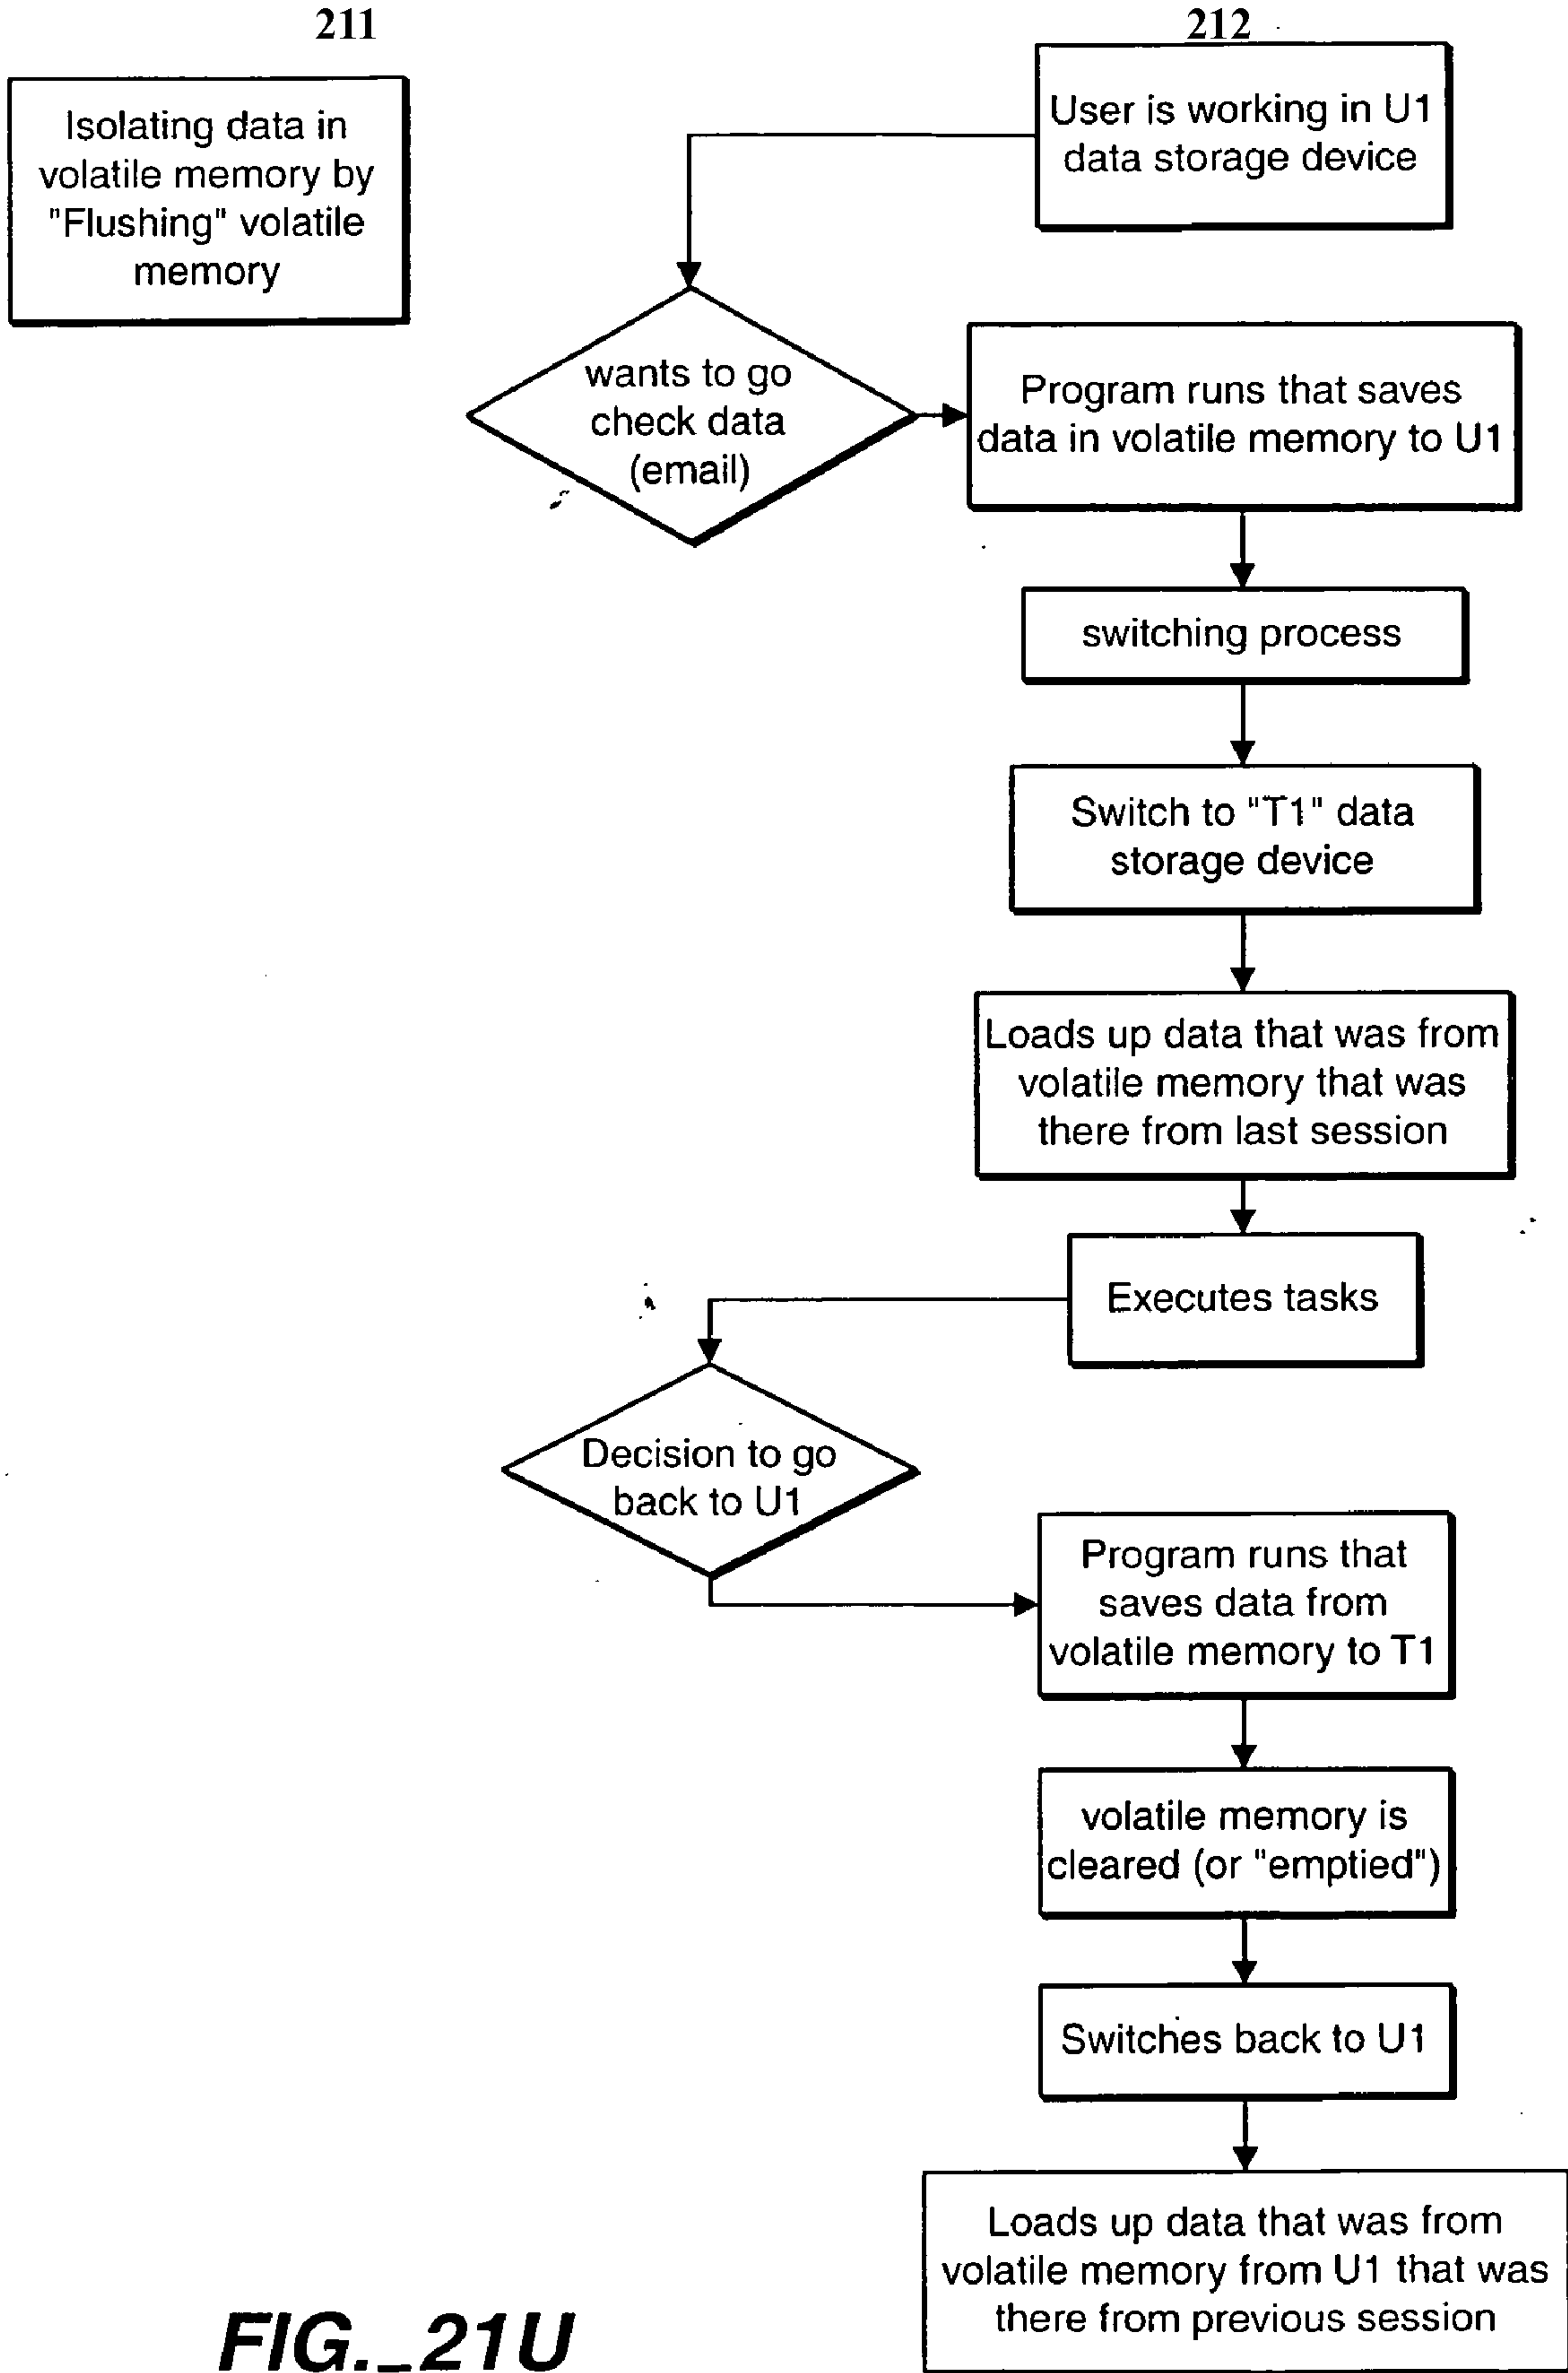 211
212
Isolating data in
volatile memory by
"Flushing" volatile
memory
User is working in U1
data storage device
wants to go
check data
(email)
Program runs that saves
data in volatile memory to U1
switching process
Switch to "T1" data
storage device
Loads up data that was from
volatile memory that was
there from last session
Executes tasks
Decision to go
back to U1
Program runs that
saves data from
volatile memory to T1
volatile memory is
cleared (or "emptied")
Switches back to U1
Loads up data that was from
volatile memory from U1 that was
there from previous session
FIG._21U